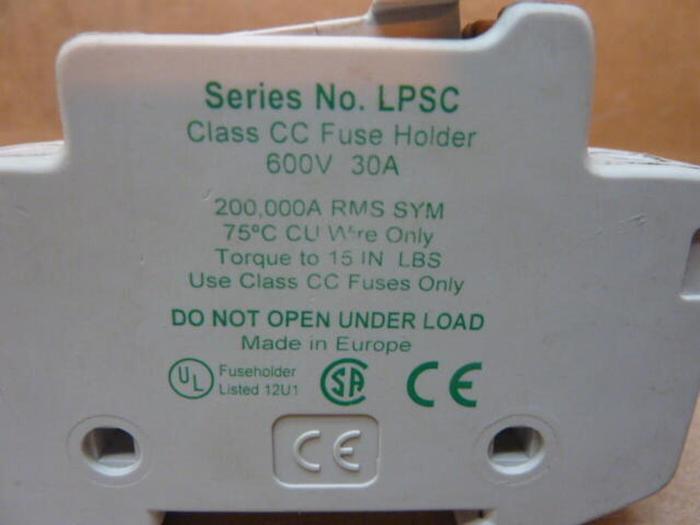 Series No. LPSC
Class CC Fuse Holder
600V 30A
200,000A RMS SYM
75ºC CU Wire Only
Torque to 15 IN LBS
Use Class CC Fuses Only
DO NOT OPEN UNDER LOAD
Made in Europe
UL Fuseholder
Listed 12U1
SA CE
CE